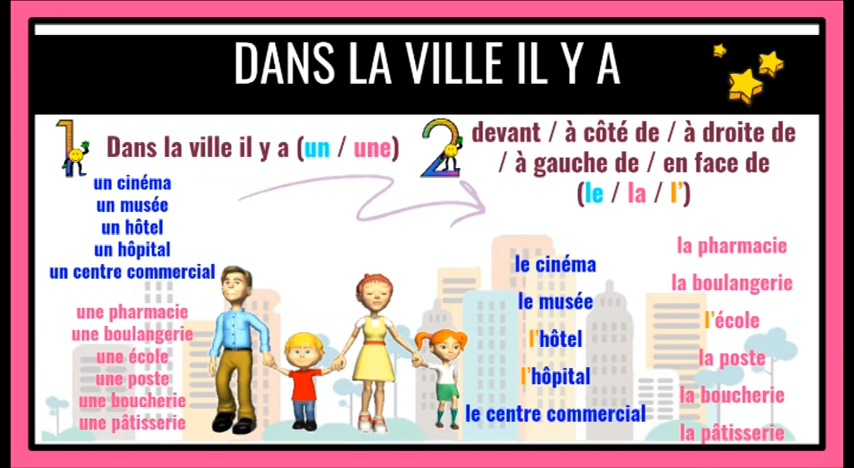 DANS LA VILLE IL Y A
1 Dans la ville il y a (un / une)
un cinéma
un musée
un hôtel
un hôpital
un centre commercial
une pharmacie
une boulangerie
une école
une poste
une boucherie
une pâtisserie
2 devant / à côté de / à droite de
/ à gauche de / en face de
(le / la / l')
le cinéma
le musée
l'hôtel
l'hôpital
le centre commercial
la pharmacie
la boulangerie
l'école
la poste
la boucherie
la pâtisserie